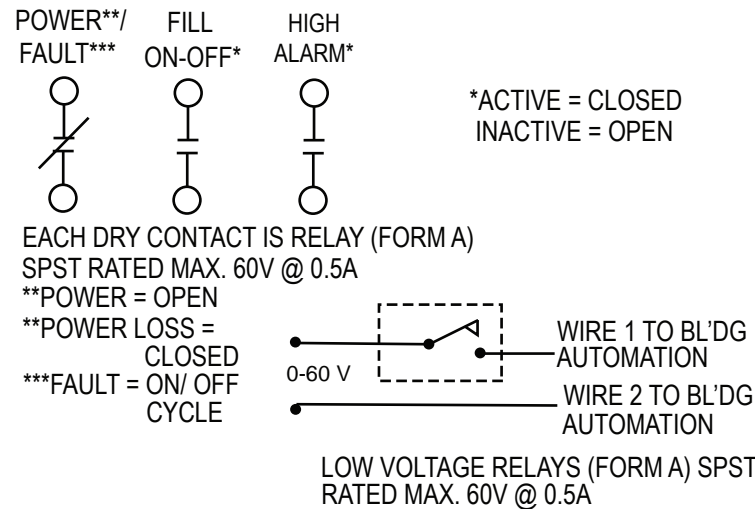 POWER**/
FAULT***
FILL
ON-OFF*
HIGH
ALARM*
*ACTIVE = CLOSED
INACTIVE = OPEN
EACH DRY CONTACT IS RELAY (FORM A)
SPST RATED MAX. 60V @ 0.5A
**POWER = OPEN
**POWER LOSS =
CLOSED
***FAULT = ON/ OFF
CYCLE
0-60 V
WIRE 1 TO BL'DG
AUTOMATION
WIRE 2 TO BL'DG
AUTOMATION
LOW VOLTAGE RELAYS (FORM A) SPST
RATED MAX. 60V @ 0.5A